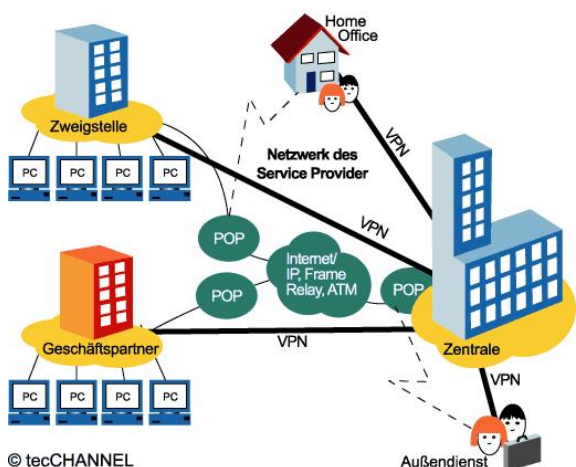 Home
Office
Zweigstelle
PC
PC
PC
PC
VPN
Netzwerk des
Service Provider
VPN
POP
Internet/
IP, Frame
Relay, ATM
POP
POP
Geschäftspartner
VPN
Zentrale
PC
PC
PC
PC
VPN
Außendienst
© tecCHANNEL